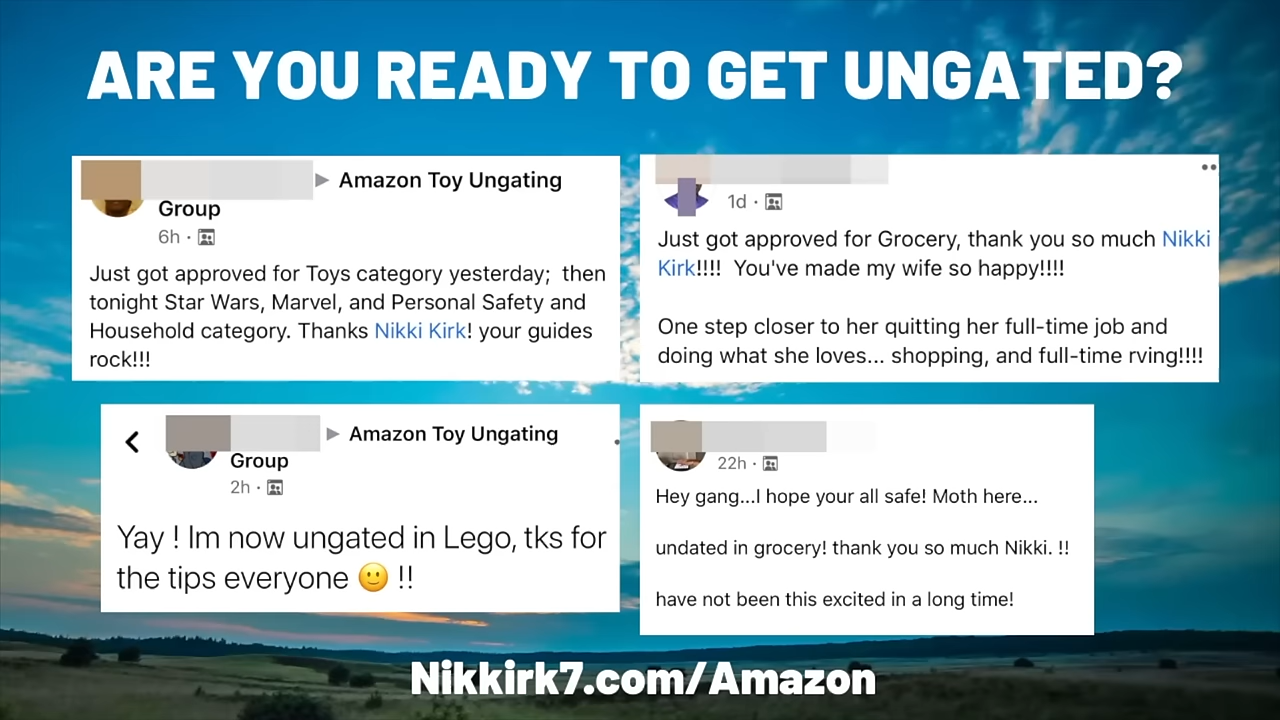 ARE YOU READY TO GET UNGATED?
▶ Amazon Toy Ungating
Group
6h ·
Just got approved for Toys category yesterday; then
tonight Star Wars, Marvel, and Personal Safety and
Household category. Thanks Nikki Kirk! your guides
rock!!!
1d ·
Just got approved for Grocery, thank you so much Nikki
Kirk!!!! You've made my wife so happy!!!!
One step closer to her quitting her full-time job and
doing what she loves... shopping, and full-time rving!!!!
▶ Amazon Toy Ungating
Group
2h ·
Yay ! Im now ungated in Lego, tks for
the tips everyone 🙂 !!
22h ·
Hey gang...I hope your all safe! Moth here...
undated in grocery! thank you so much Nikki. !!
have not been this excited in a long time!
Nikkirk7.com/Amazon